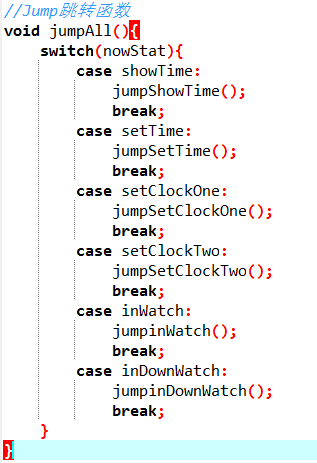 //Jump跳转函数
void jumpAll(){
    switch(nowStat){
        case showTime:
            jumpShowTime();
            break;
        case setTime:
            jumpSetTime();
            break;
        case setClockOne:
            jumpSetClockOne();
            break;
        case setClockTwo:
            jumpSetClockTwo();
            break;
        case inWatch:
            jumpinWatch();
            break;
        case inDownWatch:
            jumpinDownWatch();
            break;
    }
}